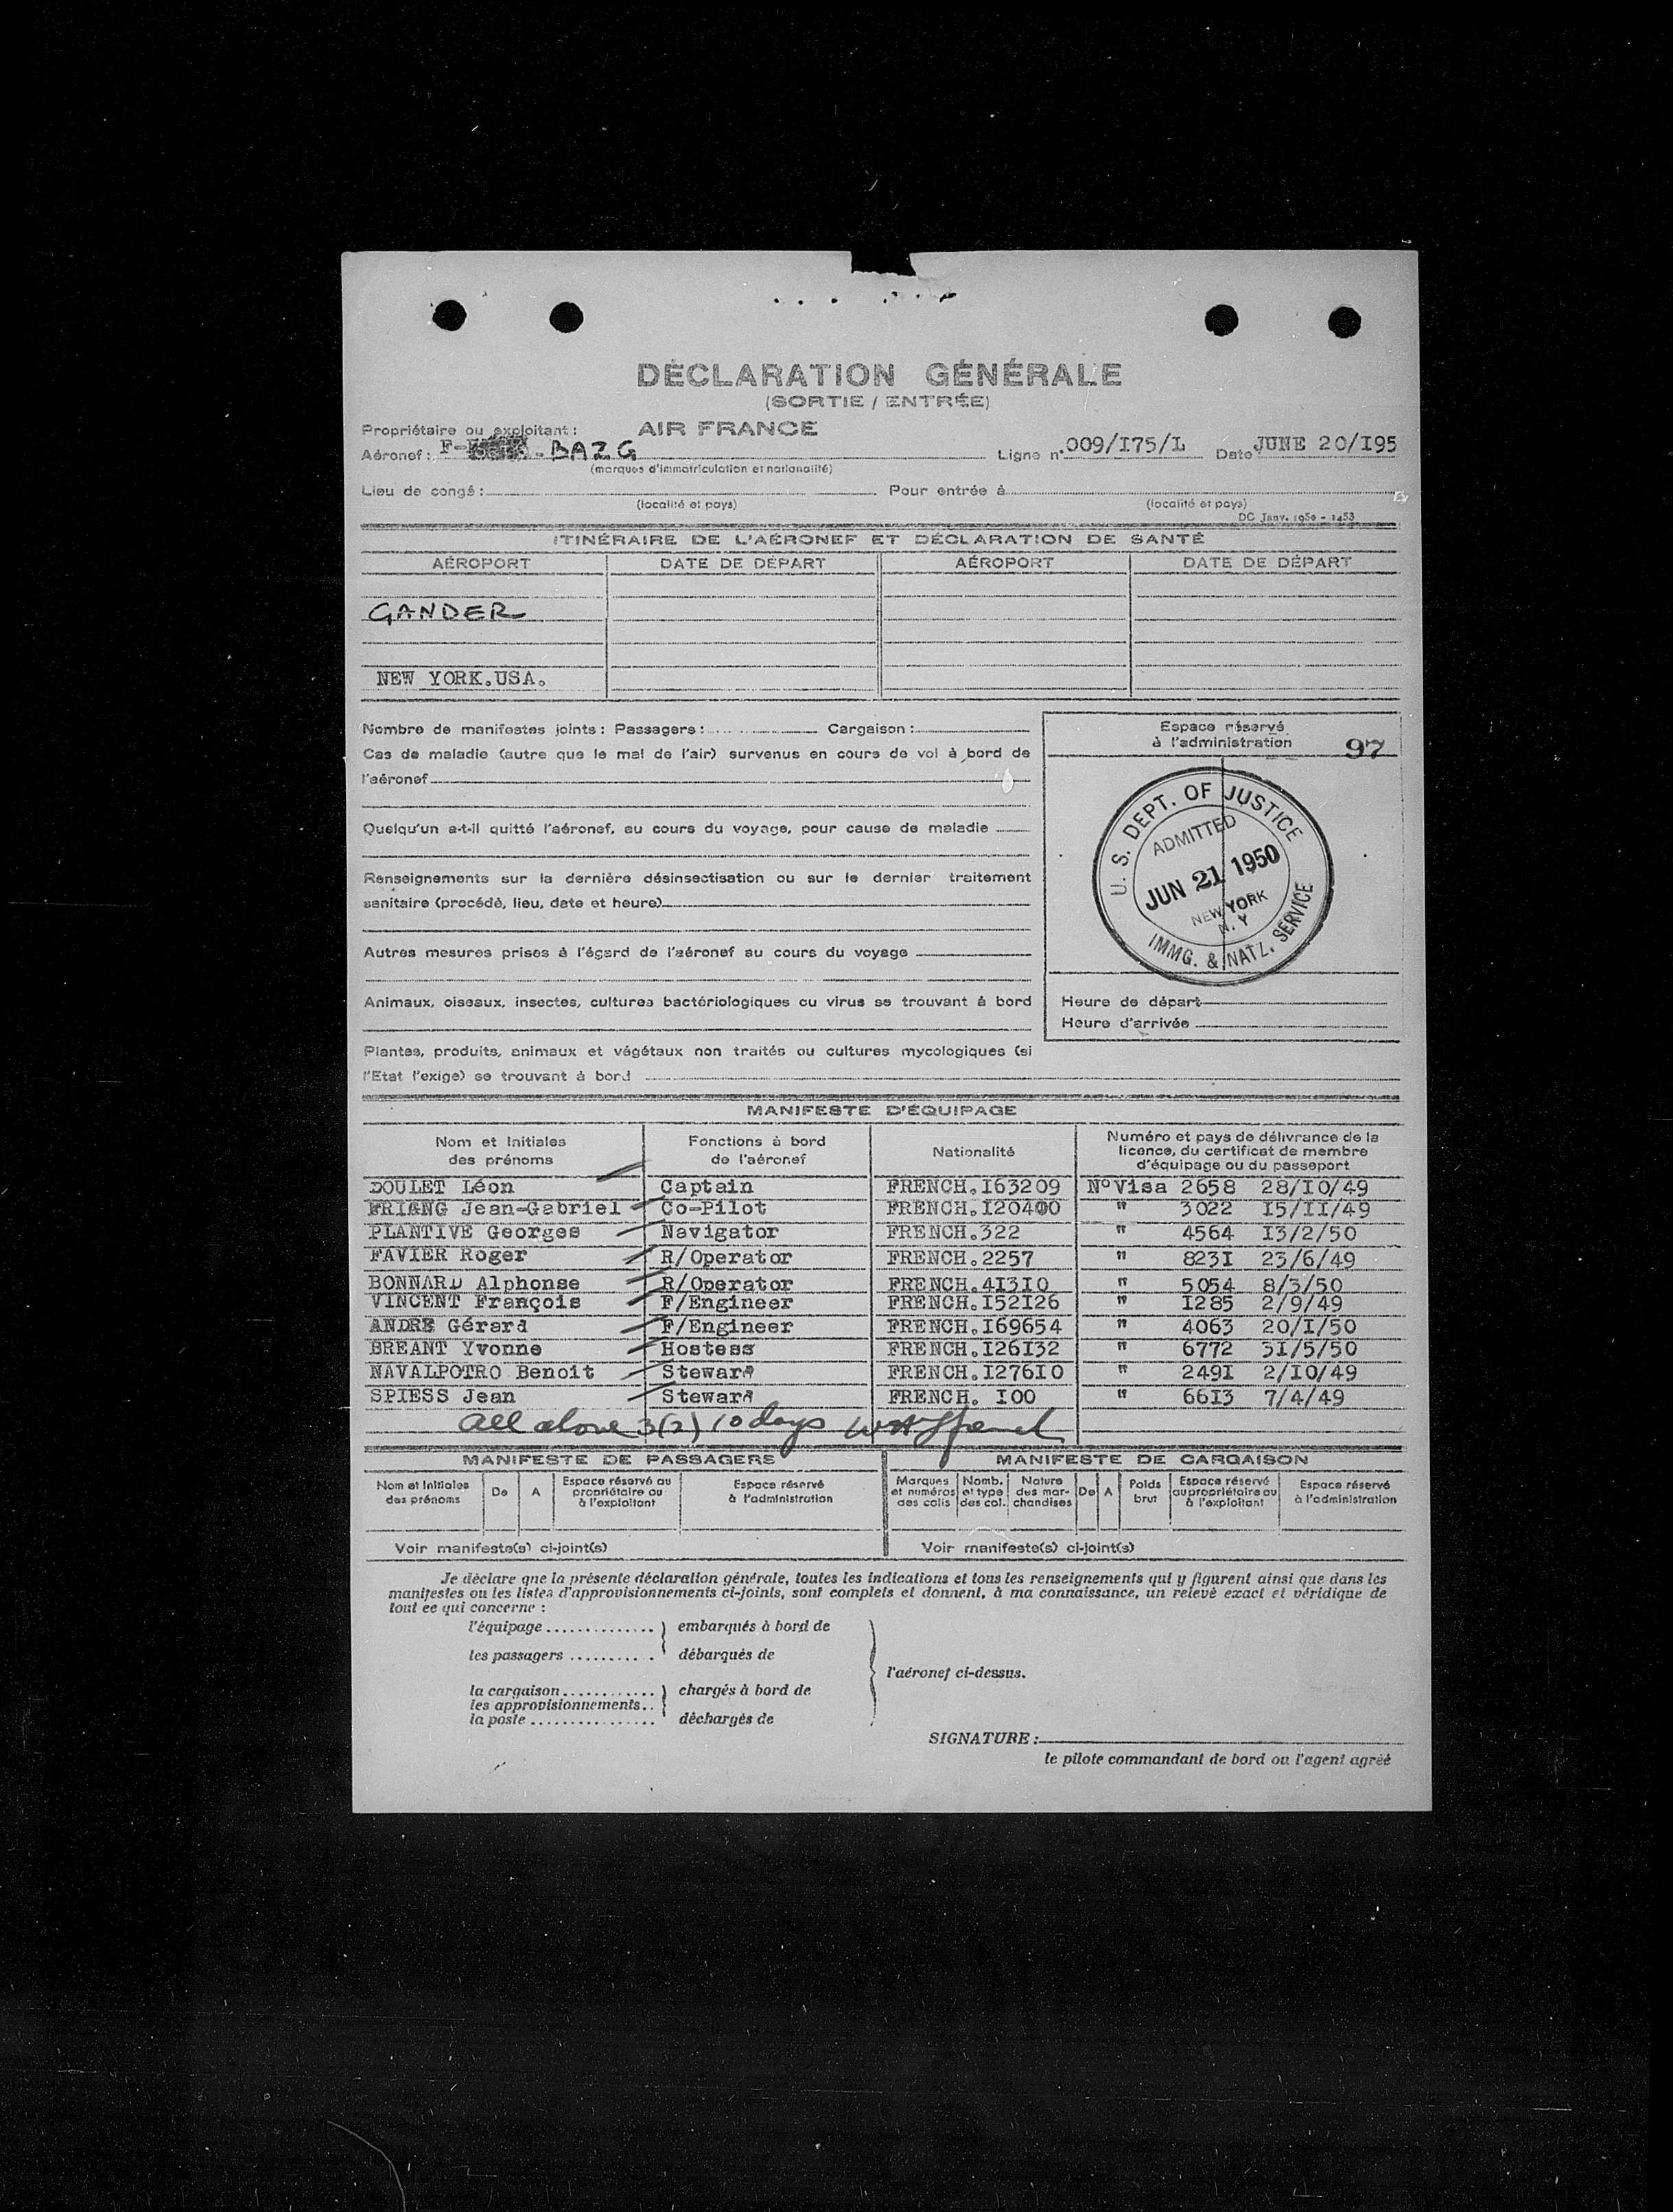 DÉCLARATION GÉNÉRALE
(SORTIE / ENTRÉE)
Propriétaire ou exploitant : AIR FRANCE
Aéronef : F- -BAZG Ligne n° 009/I75/L Date JUNE 20/I95
(marques d'immatriculation et nationalité)
Lieu de congé : Pour entrée à
(localité et pays) (localité et pays)
DG Janv. 1950 - 1453
ITINÉRAIRE DE L'AÉRONEF ET DÉCLARATION DE SANTÉ
AÉROPORT DATE DE DÉPART AÉROPORT DATE DE DÉPART
GANDER
NEW YORK.USA.
Nombre de manifestes joints : Passagers : Cargaison :
Cas de maladie (autre que le mal de l'air) survenus en cours de vol à bord de
l'aéronef
Quelqu'un a-t-il quitté l'aéronef, au cours du voyage, pour cause de maladie
Renseignements sur la dernière désinsectisation ou sur le dernier traitement
sanitaire (procédé, lieu, date et heure)
Autres mesures prises à l'égard de l'aéronef au cours du voyage
Animaux, oiseaux, insectes, cultures bactériologiques ou virus se trouvant à bord
Plantes, produits, animaux et végétaux non traités ou cultures mycologiques (si
l'Etat l'exige) se trouvant à bord
Espace réservé
à l'administration 97
U. S. DEPT. OF JUSTICE
ADMITTED
JUN 21 1950
NEW YORK
N. Y
IMMG. & NATZ. SERVICE
Heure de départ
Heure d'arrivée
MANIFESTE D'ÉQUIPAGE
Nom et Initiales des prénoms Fonctions à bord de l'aéronef Nationalité Numéro et pays de délivrance de la licence, du certificat de membre d'équipage ou du passeport
DOULET Léon Captain FRENCH.I63209 N°Visa 2658 28/IO/49
FRIANG Jean-Gabriel Co-Pilot FRENCH.I20400 " 3022 I5/II/49
PLANTIVE Georges Navigator FRENCH.322 " 4564 I3/2/50
FAVIER Roger R/Operator FRENCH.2257 " 823I 23/6/49
BONNARD Alphonse R/Operator FRENCH.4I3IO " 5054 8/3/50
VINCENT François F/Engineer FRENCH.I52I26 " I285 2/9/49
ANDRE Gérard F/Engineer FRENCH.I69654 " 4063 20/I/50
BREANT Yvonne Hostess FRENCH.I26I32 " 6772 3I/5/50
NAVALPOTRO Benoit Steward FRENCH.I276IO " 249I 2/IO/49
SPIESS Jean Steward FRENCH. IOO " 66I3 7/4/49
All above 3(2) 10 days
MANIFESTE DE PASSAGERS MANIFESTE DE CARGAISON
Nom et Initiales des prénoms De A Espace réservé au propriétaire ou à l'exploitant Espace réservé à l'administration Marques et numéros des colis Nomb. et type des col. Nature des marchandises De A Poids brut Espace réservé au propriétaire ou à l'exploitant Espace réservé à l'administration
Voir manifeste(s) ci-joint(s) Voir manifeste(s) ci-joint(s)
Je déclare que la présente déclaration générale, toutes les indications et tous les renseignements qui y figurent ainsi que dans les
manifestes ou les listes d'approvisionnements ci-joints, sont complets et donnent, à ma connaissance, un relevé exact et véridique de
tout ce qui concerne :
l'équipage .............. embarqués à bord de
les passagers ........... débarqués de
l'aéronef ci-dessus.
la cargaison ............ chargés à bord de
les approvisionnements..
la poste ................ déchargés de
SIGNATURE :
le pilote commandant de bord ou l'agent agréé